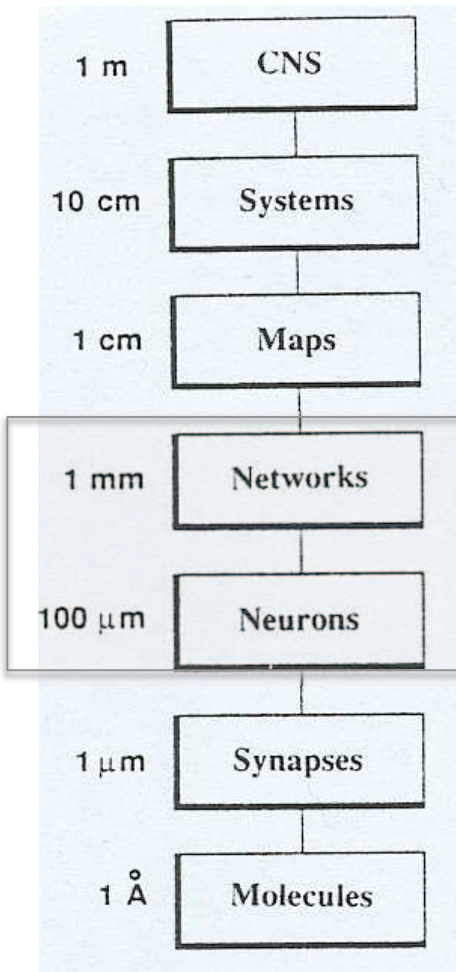 1 m CNS
10 cm Systems
1 cm Maps
1 mm Networks
100 μm Neurons
1 μm Synapses
1 Å Molecules